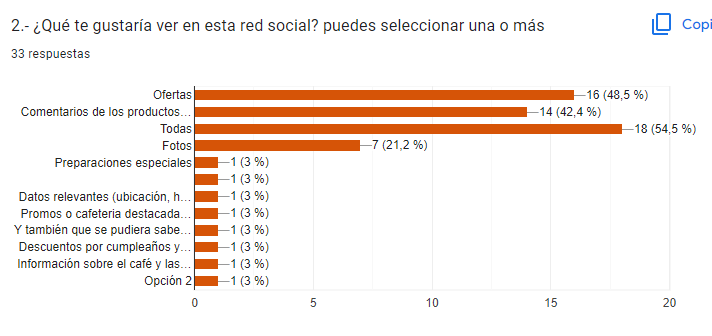 2.- ¿Qué te gustaría ver en esta red social? puedes seleccionar una o más
Copi
33 respuestas
Ofertas 16 (48,5 %)
Comentarios de los productos... 14 (42,4 %)
Todas 18 (54,5 %)
Fotos 7 (21,2 %)
Preparaciones especiales 1 (3 %)
1 (3 %)
Datos relevantes (ubicación, h... 1 (3 %)
Promos o cafeteria destacada... 1 (3 %)
Y también que se pudiera sabe... 1 (3 %)
Descuentos por cumpleaños y... 1 (3 %)
Información sobre el café y las... 1 (3 %)
Opción 2 1 (3 %)
0 5 10 15 20